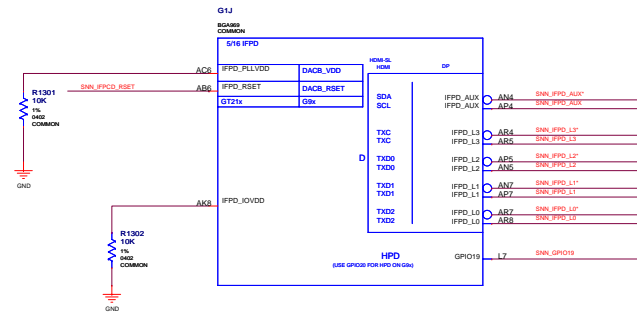 G1J
BGA969
COMMON
5/16 IFPD
HDMI-SL
HDMI
DP
AC6
IFPD_PLLVDD
DACB_VDD
SNN_IFPCD_RSET
AB6
IFPD_RSET
DACB_RSET
GT21x
G9x
R1301
10K
1%
0402
COMMON
GND
SDA
IFPD_AUX
AN4
SNN_IFPD_AUX*
SCL
IFPD_AUX
AP4
SNN_IFPD_AUX
TXC
IFPD_L3
AR4
SNN_IFPD_L3*
TXC
IFPD_L3
AR5
SNN_IFPD_L3
D
TXD0
IFPD_L2
AP5
SNN_IFPD_L2*
TXD0
IFPD_L2
AN5
SNN_IFPD_L2
TXD1
IFPD_L1
AN7
SNN_IFPD_L1*
TXD1
IFPD_L1
AP7
SNN_IFPD_L1
AK8
IFPD_IOVDD
TXD2
IFPD_L0
AR7
SNN_IFPD_L0*
TXD2
IFPD_L0
AR8
SNN_IFPD_L0
R1302
10K
1%
0402
COMMON
GND
HPD
(USE GPIO20 FOR HPD ON G9x)
GPIO19
L7
SNN_GPIO19